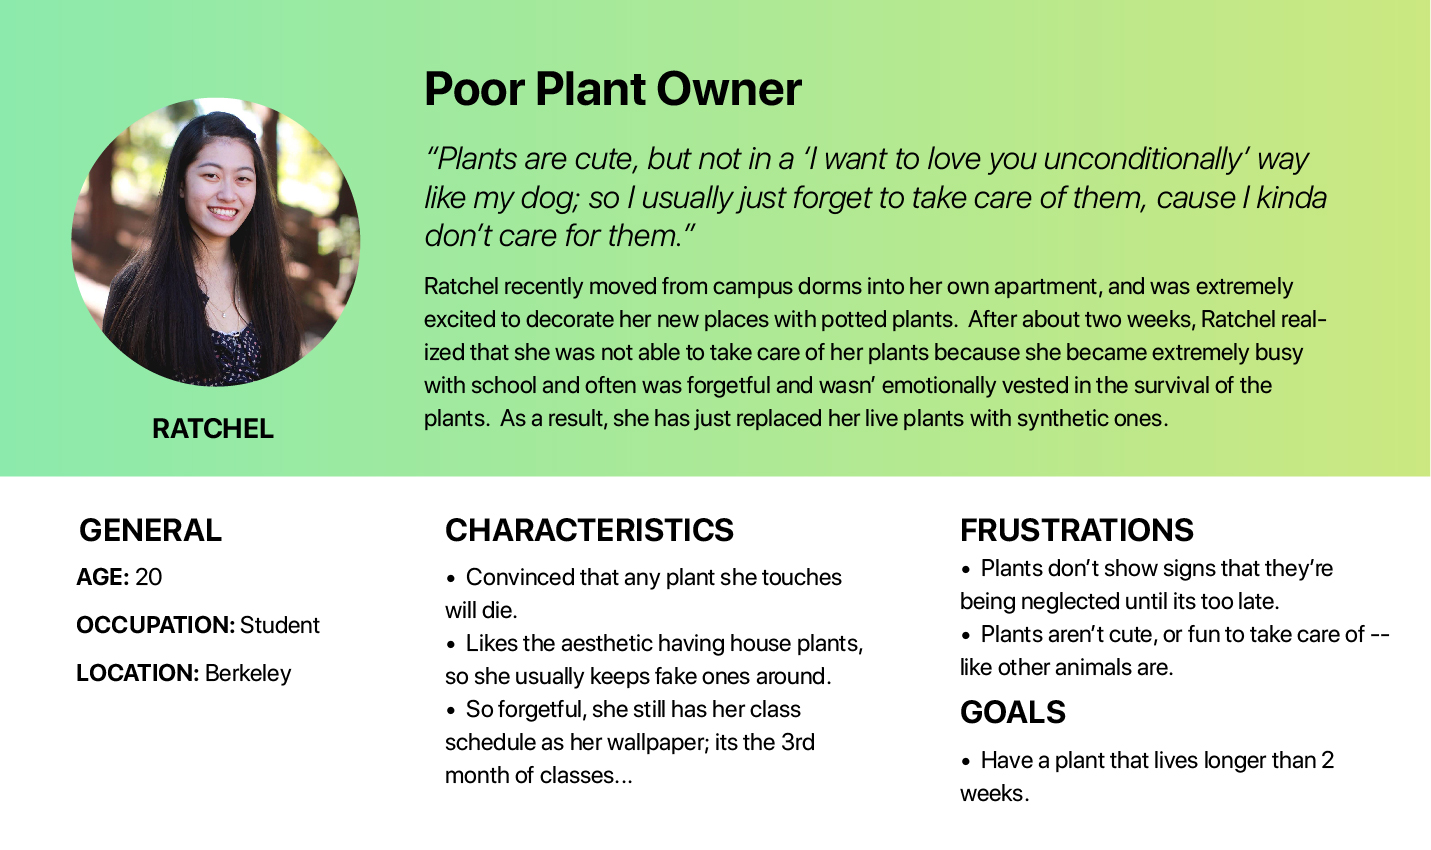 Poor Plant Owner
“Plants are cute, but not in a ‘I want to love you unconditionally’ way
like my dog; so I usually just forget to take care of them, cause I kinda
don’t care for them.”
Ratchel recently moved from campus dorms into her own apartment, and was extremely
excited to decorate her new places with potted plants.  After about two weeks, Ratchel real-
ized that she was not able to take care of her plants because she became extremely busy
with school and often was forgetful and wasn’ emotionally vested in the survival of the
plants.  As a result, she has just replaced her live plants with synthetic ones.
RATCHEL
GENERAL
AGE: 20
OCCUPATION: Student
LOCATION: Berkeley
CHARACTERISTICS
• Convinced that any plant she touches
will die.
• Likes the aesthetic having house plants,
so she usually keeps fake ones around.
• So forgetful, she still has her class
schedule as her wallpaper; its the 3rd
month of classes...
FRUSTRATIONS
• Plants don’t show signs that they’re
being neglected until its too late.
• Plants aren’t cute, or fun to take care of --
like other animals are.
GOALS
• Have a plant that lives longer than 2
weeks.